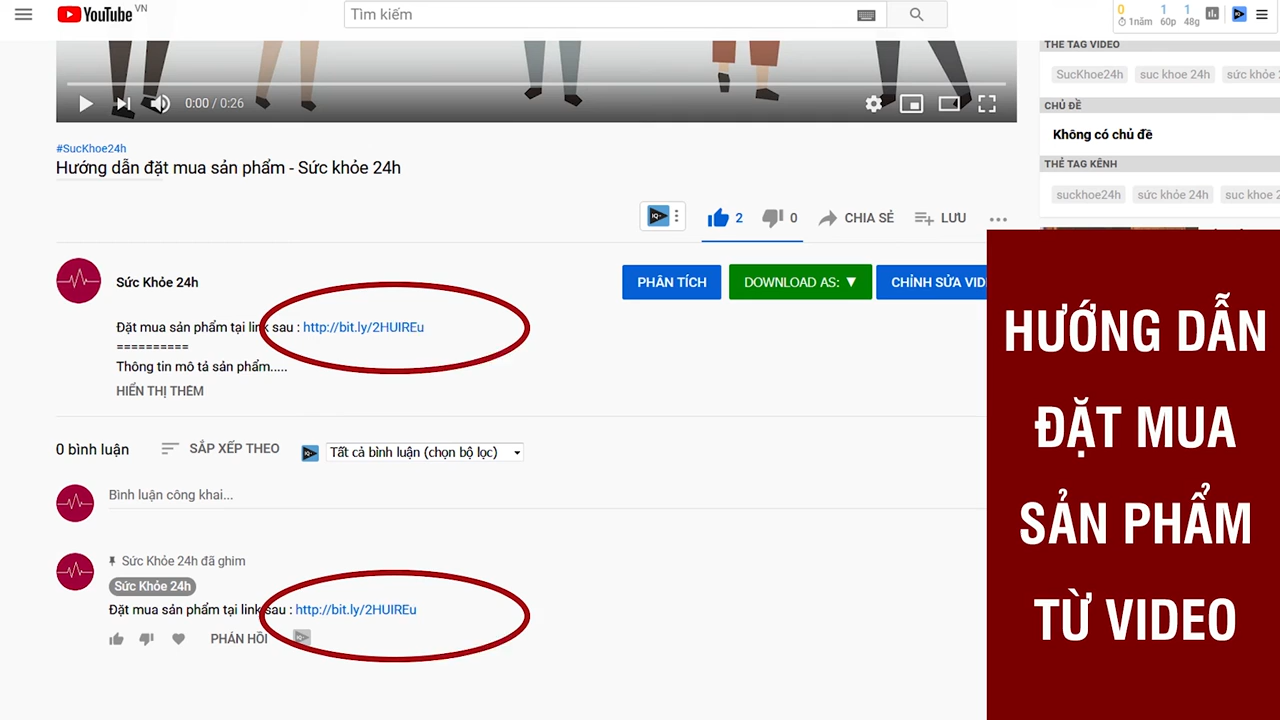 YouTube VN
Tìm kiếm
0 1 1
1năm 60p 48g
THẺ TAG VIDEO
SucKhoe24h suc khoe 24h
CHỦ ĐỀ
Không có chủ đề
THẺ TAG KÊNH
suckhoe24h sức khỏe 24h
0:00 / 0:26
#SucKhoe24h
Hướng dẫn đặt mua sản phẩm - Sức khỏe 24h
2 0 CHIA SẺ LƯU
Sức Khỏe 24h
PHÂN TÍCH DOWNLOAD AS: ▼ CHỈNH SỬA VID
Đặt mua sản phẩm tại link sau : http://bit.ly/2HUIREu
==========
Thông tin mô tả sản phẩm.....
HIỂN THỊ THÊM
0 bình luận SẮP XẾP THEO Tất cả bình luận (chọn bộ lọc)
Bình luận công khai...
Sức Khỏe 24h đã ghim
Sức Khỏe 24h
Đặt mua sản phẩm tại link sau : http://bit.ly/2HUIREu
PHẢN HỒI
HƯỚNG DẪN
ĐẶT MUA
SẢN PHẨM
TỪ VIDEO